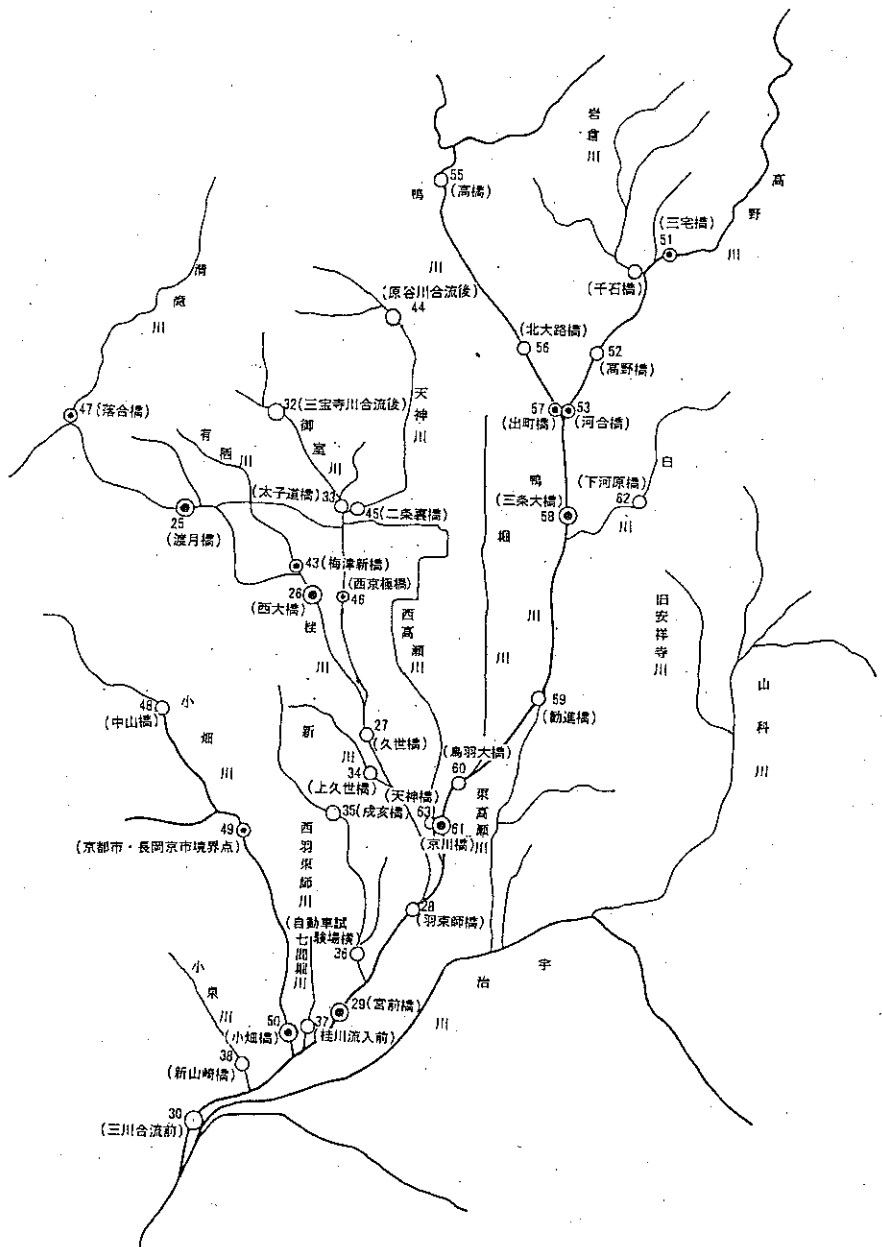 岩倉川
高野川
55
(高橋)
鴨川
(三宅橋)
51
(千石橋)
清滝川
(原谷川合流後)
44
(北大路橋)
56
52
(高野橋)
47(落合橋)
32(三宝寺川合流後)
御室川
天神川
有栖川
57
(出町橋)
53
(河合橋)
白川
(太子道橋)
33
45(二条裏橋)
鴨川
(三条大橋)
58
(下河原橋)
62
25
(渡月橋)
堀川
43(梅津新橋)
(西京極橋)
46
26
(西大橋)
桂川
西高瀬川
旧安祥寺川
山科川
小畑川
48
(中山橋)
59
(勧進橋)
新川
27
(久世橋)
34
(上久世橋)
(鳥羽大橋)
60
(天神橋)
63
35(戌亥橋)
61
(京川橋)
東高瀬川
49
(京都市・長岡京市境界点)
西羽束師川
28
(羽束師橋)
(自動車試験場横)
36
七間堀川
宇治川
小泉川
29(宮前橋)
50
(小畑橋)
37
(桂川流入前)
38
(新山崎橋)
30
(三川合流前)